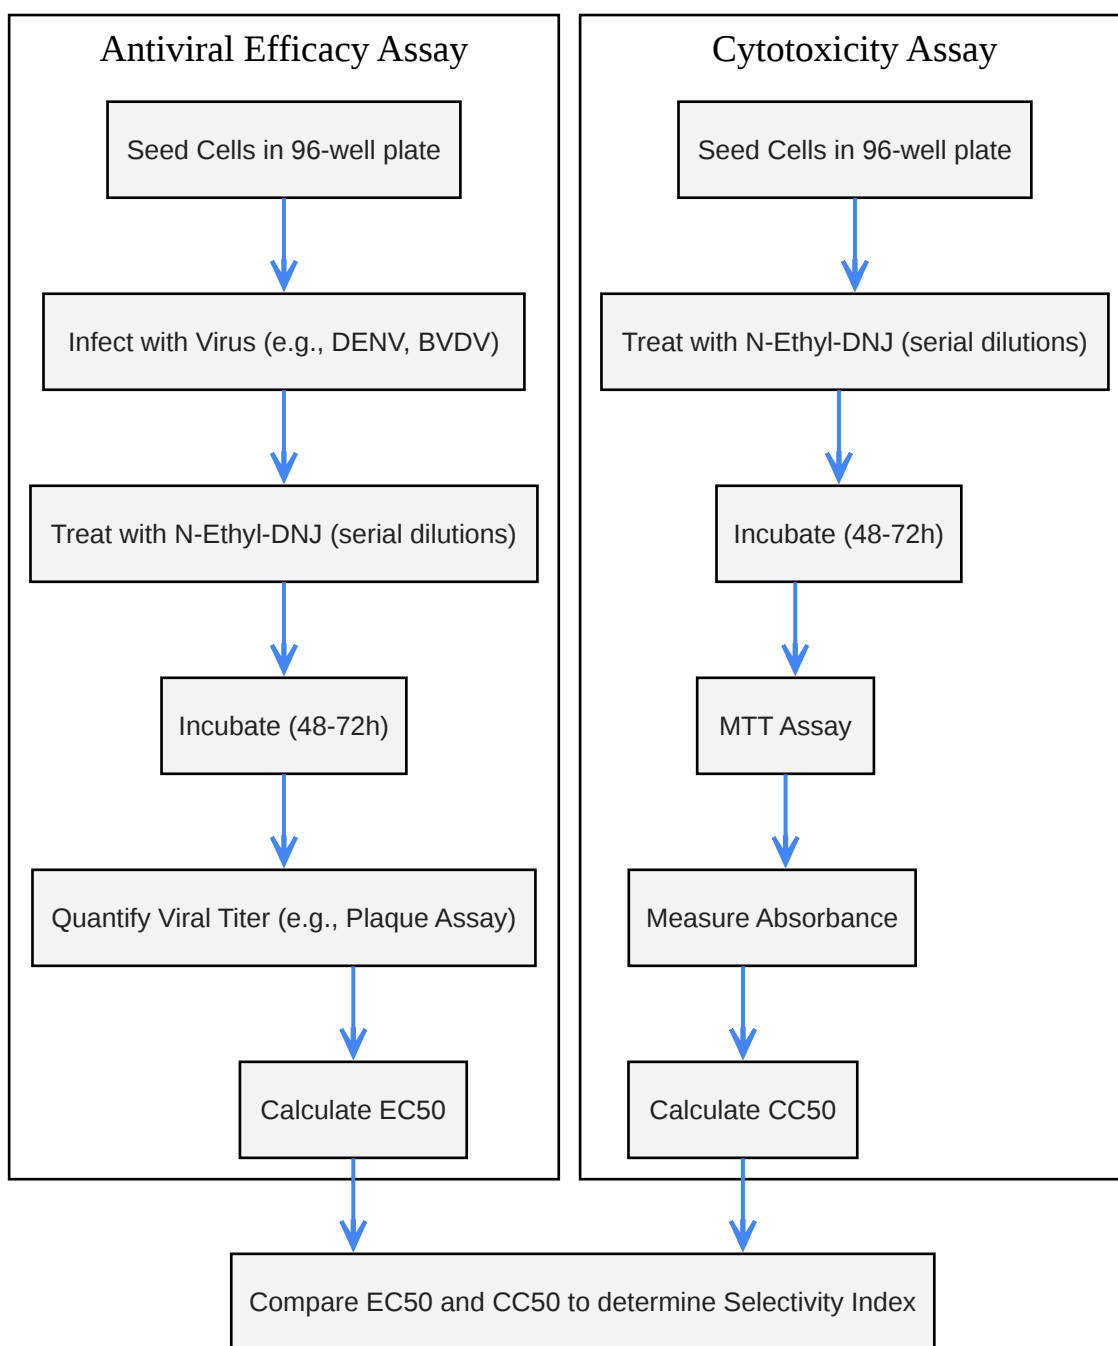 Antiviral Efficacy Assay
Seed Cells in 96-well plate
Infect with Virus (e.g., DENV, BVDV)
Treat with N-Ethyl-DNJ (serial dilutions)
Incubate (48-72h)
Quantify Viral Titer (e.g., Plaque Assay)
Calculate EC50
Cytotoxicity Assay
Seed Cells in 96-well plate
Treat with N-Ethyl-DNJ (serial dilutions)
Incubate (48-72h)
MTT Assay
Measure Absorbance
Calculate CC50
Compare EC50 and CC50 to determine Selectivity Index